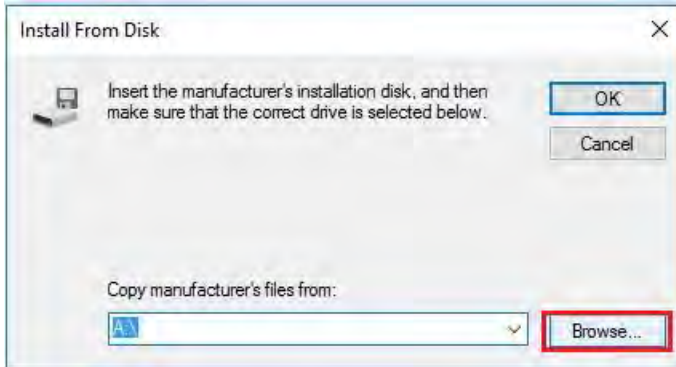 Install From Disk
Insert the manufacturer's installation disk, and then
make sure that the correct drive is selected below.
OK
Cancel
Copy manufacturer's files from:
A:\
Browse...